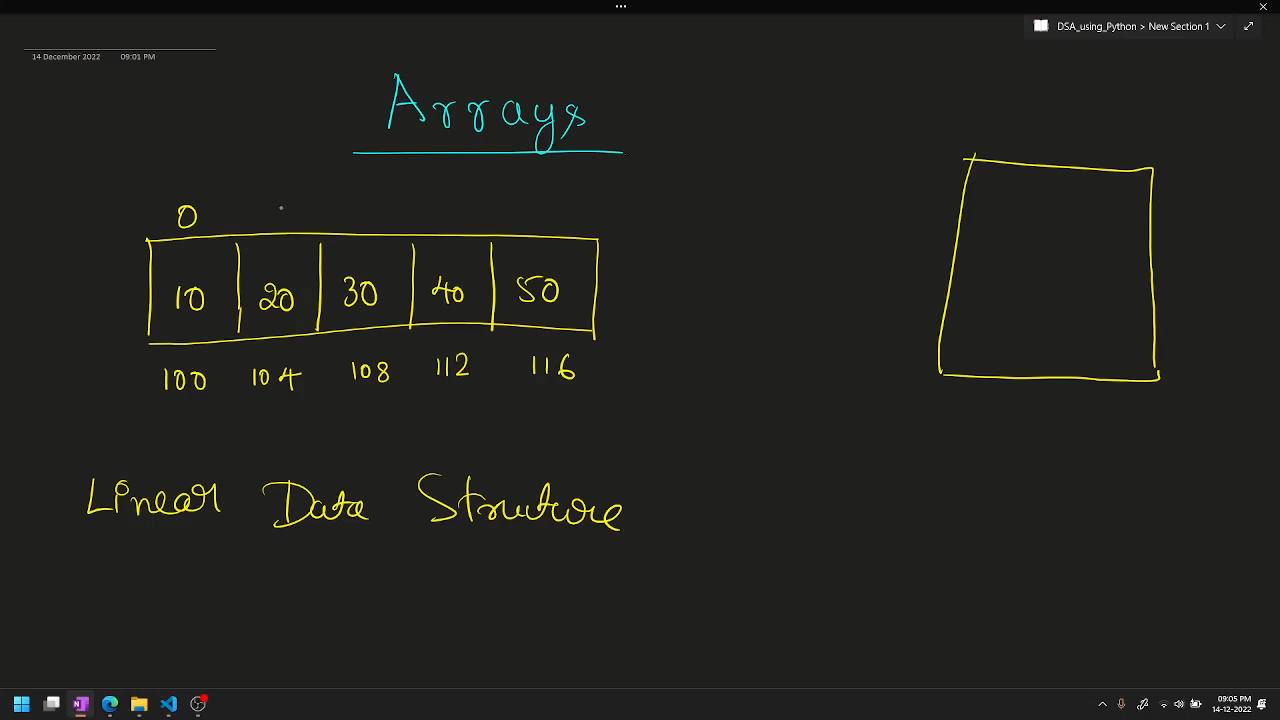 DSA_using_Python > New Section 1
14 December 2022 09:01 PM
Arrays
0
10 20 30 40 50
100 104 108 112 116
Linear Data Structure
09:05 PM
14-12-2022